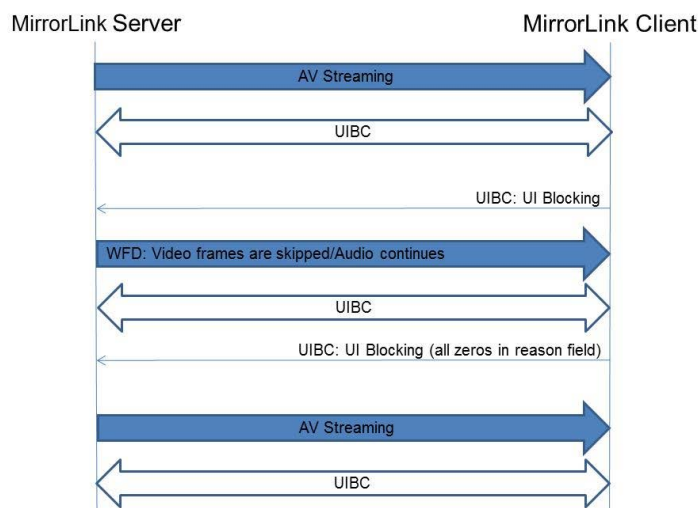 MirrorLink Server
MirrorLink Client
AV Streaming
UIBC
UIBC: UI Blocking
WFD: Video frames are skipped/Audio continues
UIBC
UIBC: UI Blocking (all zeros in reason field)
AV Streaming
UIBC